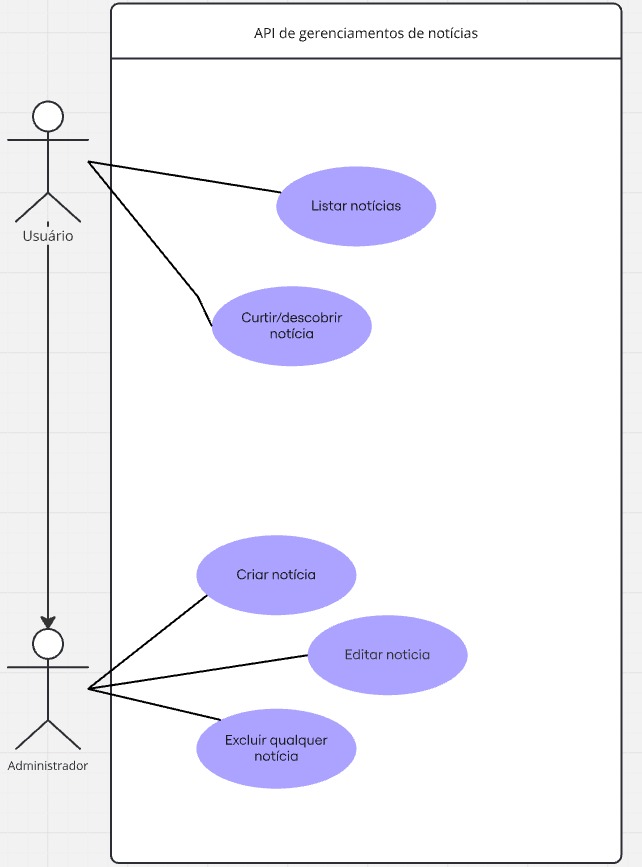 API de gerenciamentos de notícias
Usuário
Listar notícias
Curtir/descobrir
notícia
Criar notícia
Editar noticia
Excluir qualquer
notícia
Administrador